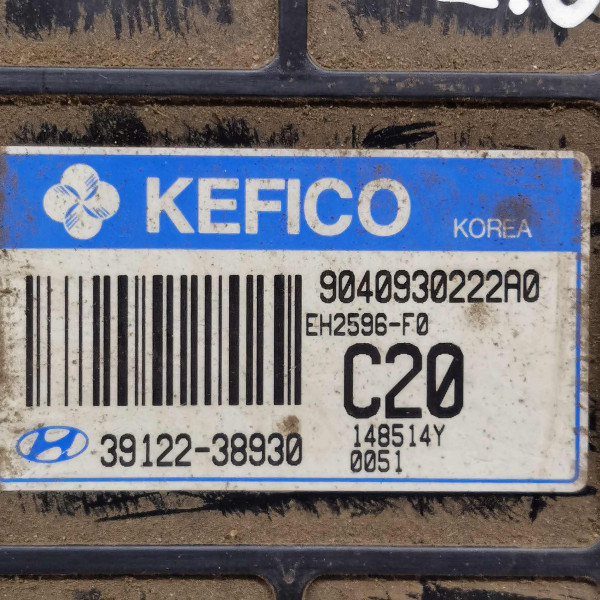 KEFICO
KOREA
9040930222A0
EH2596-F0
C20
39122-38930
148514Y
0051